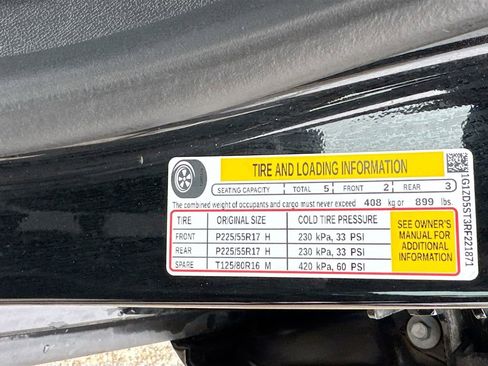 TIRE AND LOADING INFORMATION
SEATING CAPACITY TOTAL 5 FRONT 2 REAR 3
The combined weight of occupants and cargo must never exceed 408 kg or 899 lbs.
TIRE ORIGINAL SIZE COLD TIRE PRESSURE
FRONT P225/55R17 H 230 kPa, 33 PSI
REAR P225/55R17 H 230 kPa, 33 PSI
SPARE T125/80R16 M 420 kPa, 60 PSI
SEE OWNER'S
MANUAL FOR
ADDITIONAL
INFORMATION
1G1ZD5ST3RF221871